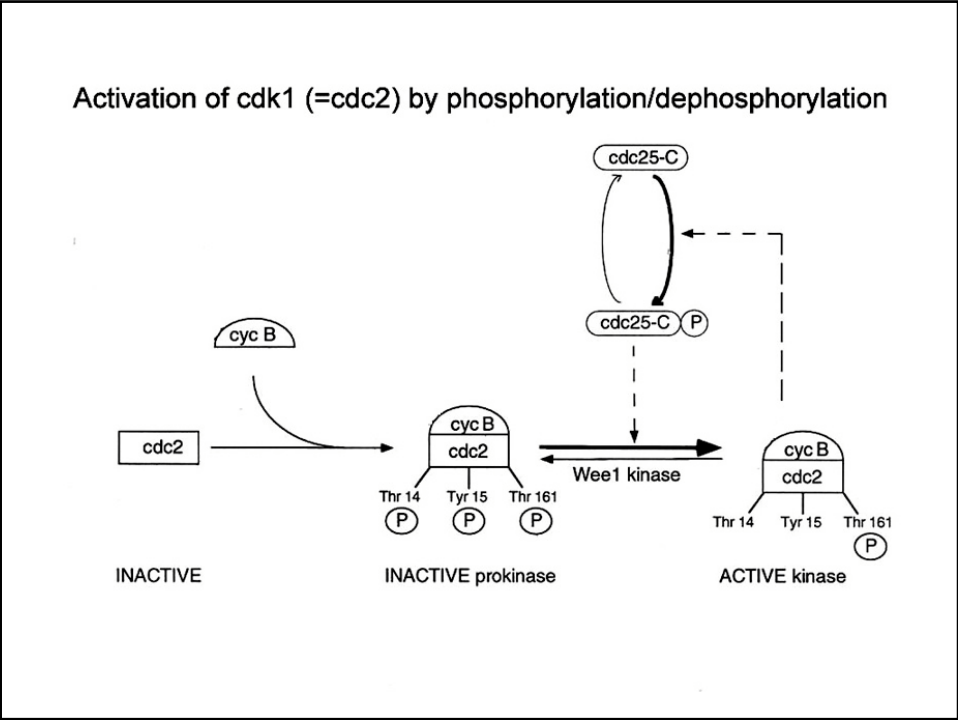 Activation of cdk1 (=cdc2) by phosphorylation/dephosphorylation
cdc25-C
cdc25-C P
cyc B
cdc2
cyc B
cdc2
Thr 14 Tyr 15 Thr 161
P P P
Wee1 kinase
cyc B
cdc2
Thr 14 Tyr 15 Thr 161
P
INACTIVE
INACTIVE prokinase
ACTIVE kinase